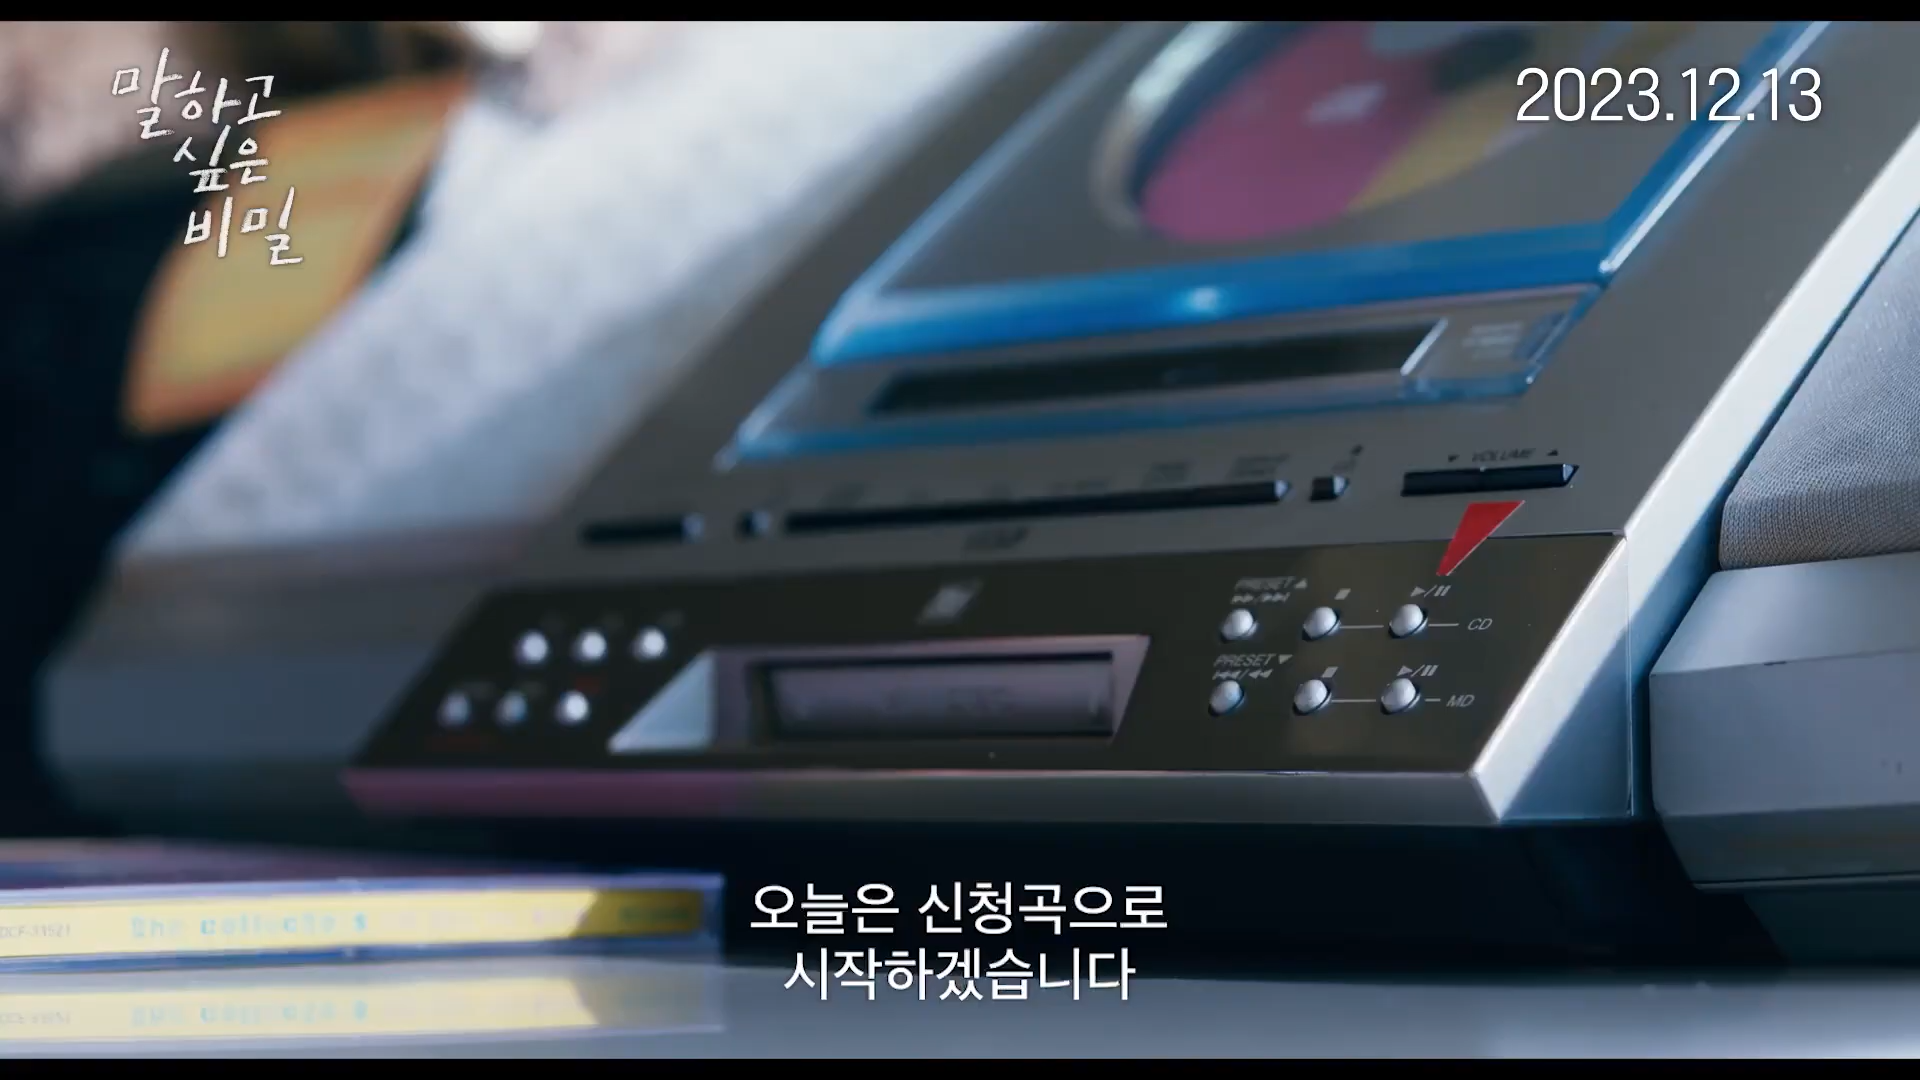 말하고
싶은
비밀
2023.12.13
VOLUME
PRESET
CD
PRESET
MD
오늘은 신청곡으로
시작하겠습니다